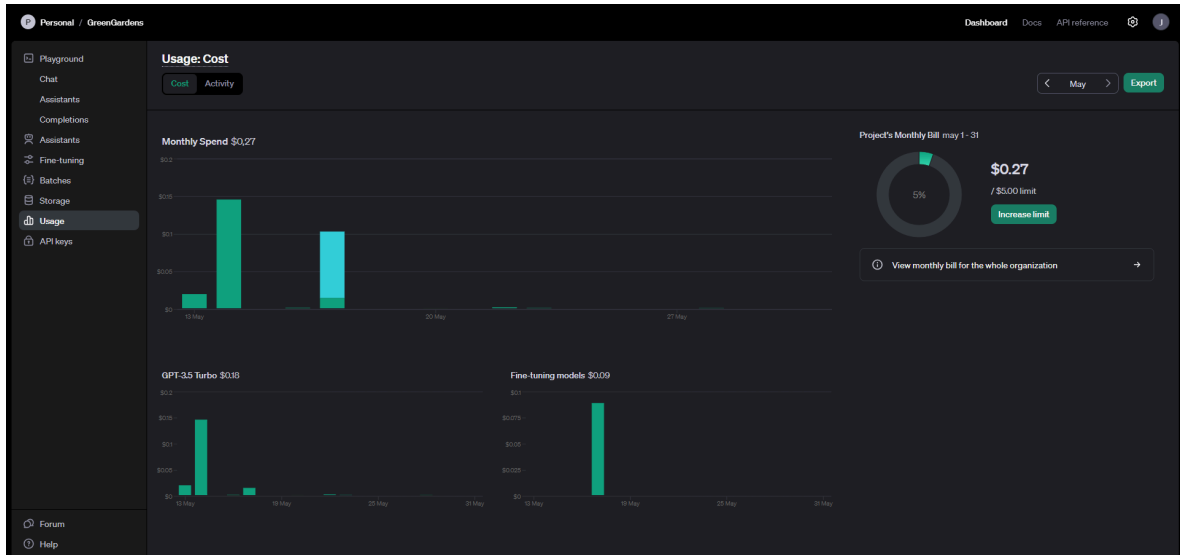 P Personal / GreenGardens
Dashboard Docs API reference J
Playground
Chat
Assistants
Completions
Assistants
Fine-tuning
Batches
Storage
Usage
API keys
Forum
Help
Usage: Cost
Cost Activity
< May > Export
Monthly Spend $0,27
$0.2
$0.15
$0.1
$0.05
$0
13 May 20 May 27 May
Project's Monthly Bill may 1 - 31
5%
$0.27
/ $5.00 limit
Increase limit
View monthly bill for the whole organization
GPT-3.5 Turbo $0.18
$0.2
$0.15
$0.1
$0.05
$0
13 May 19 May 25 May 31 May
Fine-tuning models $0.09
$0.1
$0.075
$0.05
$0.025
$0
13 May 19 May 25 May 31 May